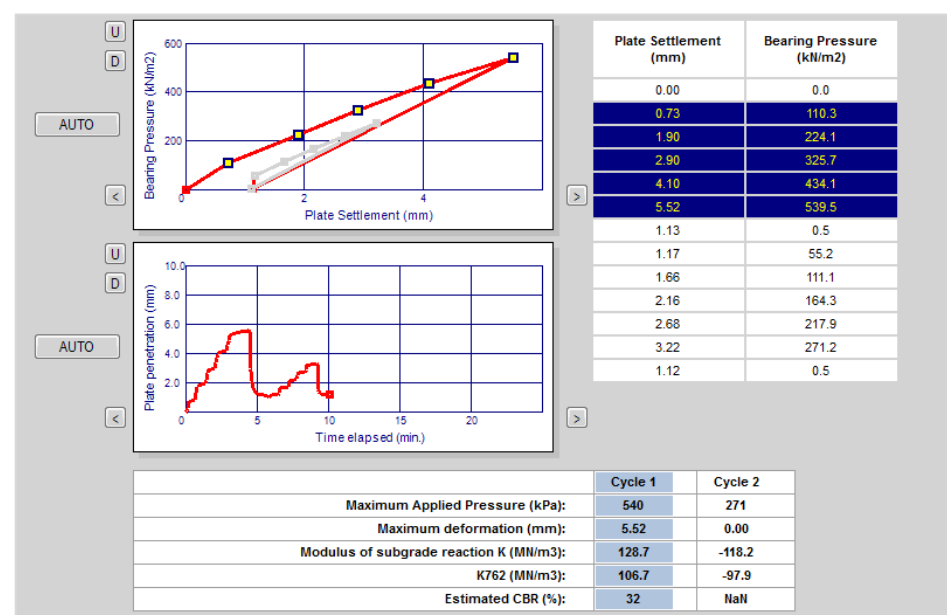 U
D
AUTO
<
>
Bearing Pressure (kN/m2)
600
400
200
0
2
4
Plate Settlement (mm)
Plate Settlement (mm) Bearing Pressure (kN/m2)
0.00 0.0
0.73 110.3
1.90 224.1
2.90 325.7
4.10 434.1
5.52 539.5
1.13 0.5
1.17 55.2
1.66 111.1
2.16 164.3
2.68 217.9
3.22 271.2
1.12 0.5
U
D
AUTO
<
>
Plate penetration (mm)
10.0
8.0
6.0
4.0
2.0
0 5 10 15 20
Time elapsed (min.)
Cycle 1 Cycle 2
Maximum Applied Pressure (kPa): 540 271
Maximum deformation (mm): 5.52 0.00
Modulus of subgrade reaction K (MN/m3): 128.7 -118.2
K762 (MN/m3): 106.7 -97.9
Estimated CBR (%): 32 NaN